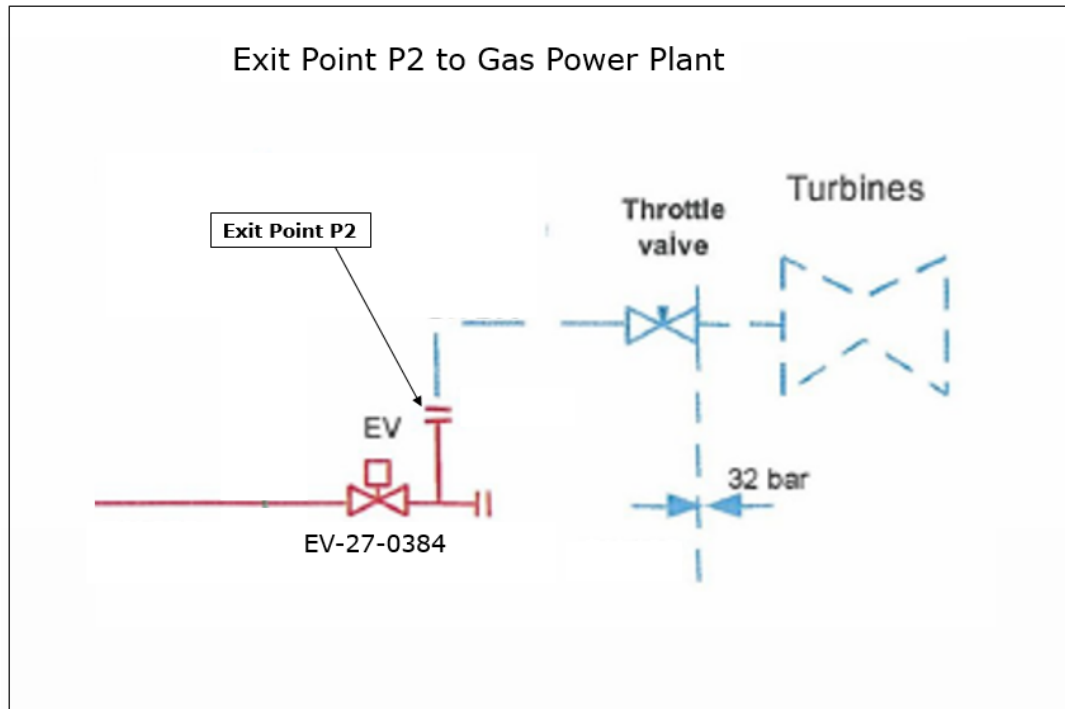 Exit Point P2 to Gas Power Plant
Turbines
Throttle
valve
Exit Point P2
EV
32 bar
EV-27-0384